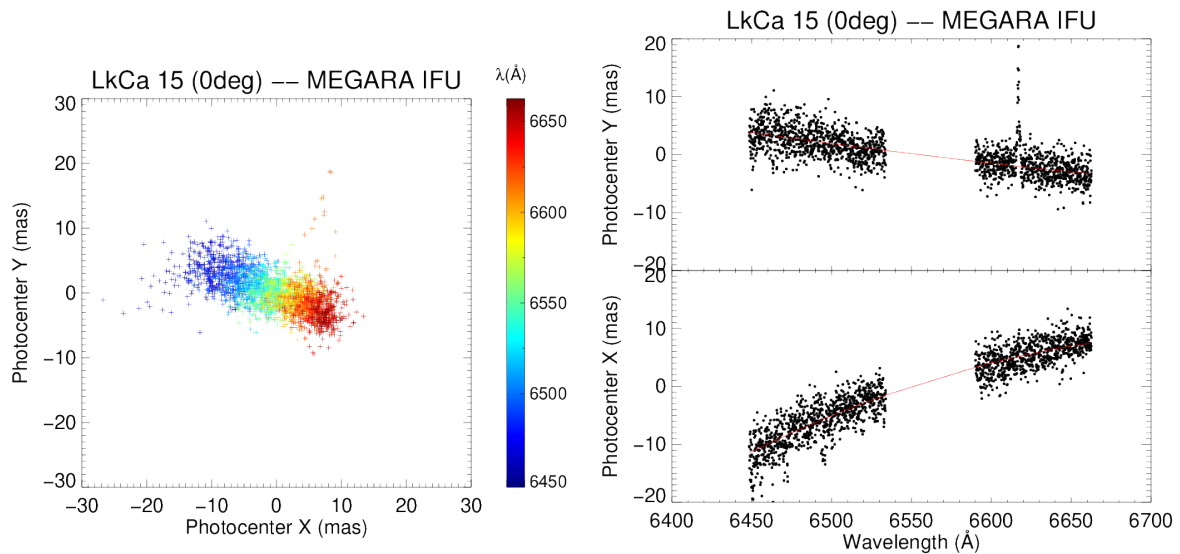 LkCa 15 (0deg) −− MEGARA IFU
λ(Å)
30
20
10
0
−10
−20
−30
Photocenter Y (mas)
−30 −20 −10 0 10 20 30
Photocenter X (mas)
6650
6600
6550
6500
6450
LkCa 15 (0deg) −− MEGARA IFU
20
10
0
−10
−20
Photocenter Y (mas)
20
10
0
−10
−20
Photocenter X (mas)
6400 6450 6500 6550 6600 6650 6700
Wavelength (Å)